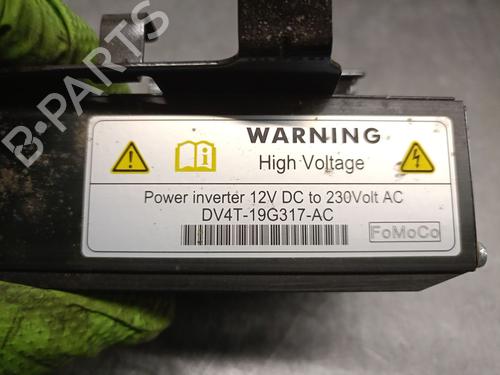 WARNING
High Voltage
Power inverter 12V DC to 230Volt AC
DV4T-19G317-AC
FoMoCo
B-PARTS